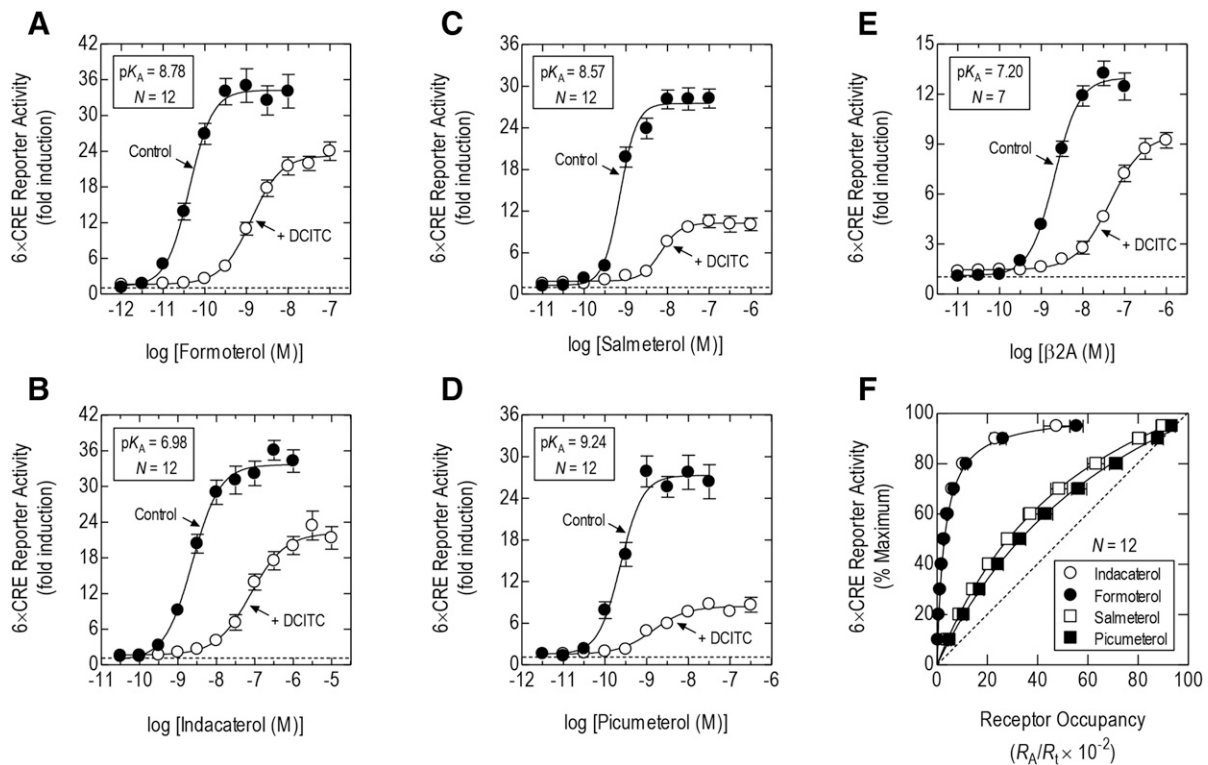 A
42
36
30
24
18
12
6
0
6×CRE Reporter Activity
(fold induction)
pKA = 8.78
N = 12
Control
+ DCITC
-12 -11 -10 -9 -8 -7
log [Formoterol (M)]
B
42
36
30
24
18
12
6
0
6×CRE Reporter Activity
(fold induction)
pKA = 6.98
N = 12
Control
+ DCITC
-11 -10 -9 -8 -7 -6 -5 -4
log [Indacaterol (M)]
C
36
30
24
18
12
6
0
6×CRE Reporter Activity
(fold induction)
pKA = 8.57
N = 12
Control
+ DCITC
-11 -10 -9 -8 -7 -6
log [Salmeterol (M)]
D
36
30
24
18
12
6
0
6×CRE Reporter Activity
(fold induction)
pKA = 9.24
N = 12
Control
+ DCITC
-12 -11 -10 -9 -8 -7 -6
log [Picumeterol (M)]
E
15
12
9
6
3
0
6×CRE Reporter Activity
(fold induction)
pKA = 7.20
N = 7
Control
+ DCITC
-11 -10 -9 -8 -7 -6
log [β2A (M)]
F
100
80
60
40
20
0
6×CRE Reporter Activity
(% Maximum)
N = 12
Indacaterol
Formoterol
Salmeterol
Picumeterol
0 20 40 60 80 100
Receptor Occupancy
(RA/Rt × 10⁻²)